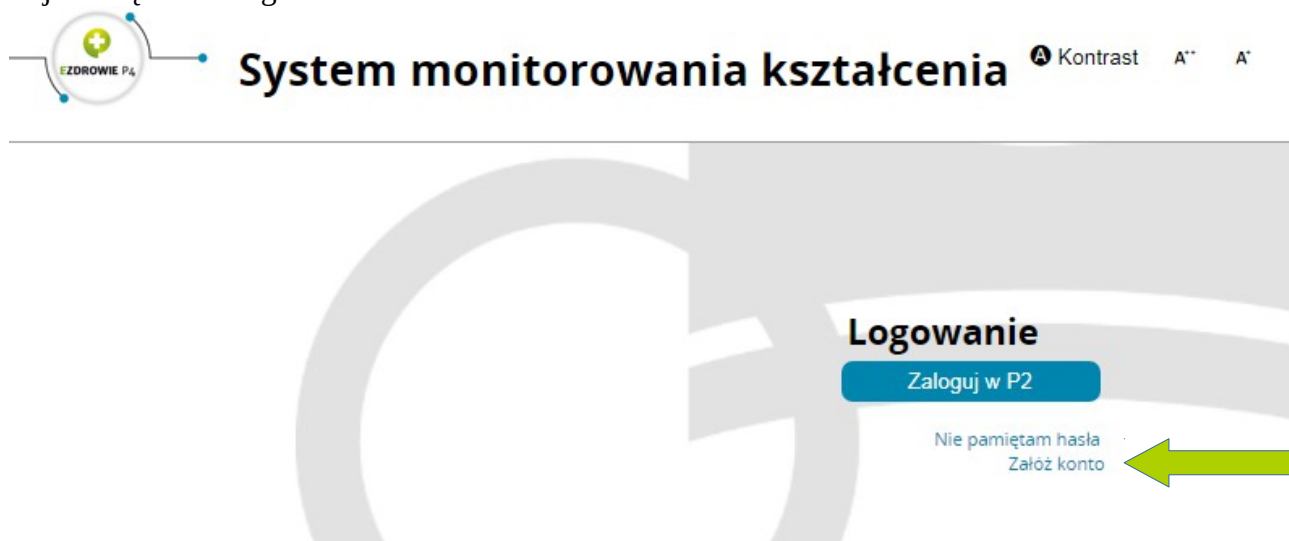 EZDROWIE P4
System monitorowania kształcenia
A Kontrast A++ A+
Logowanie
Zaloguj w P2
Nie pamiętam hasła
Załóż konto